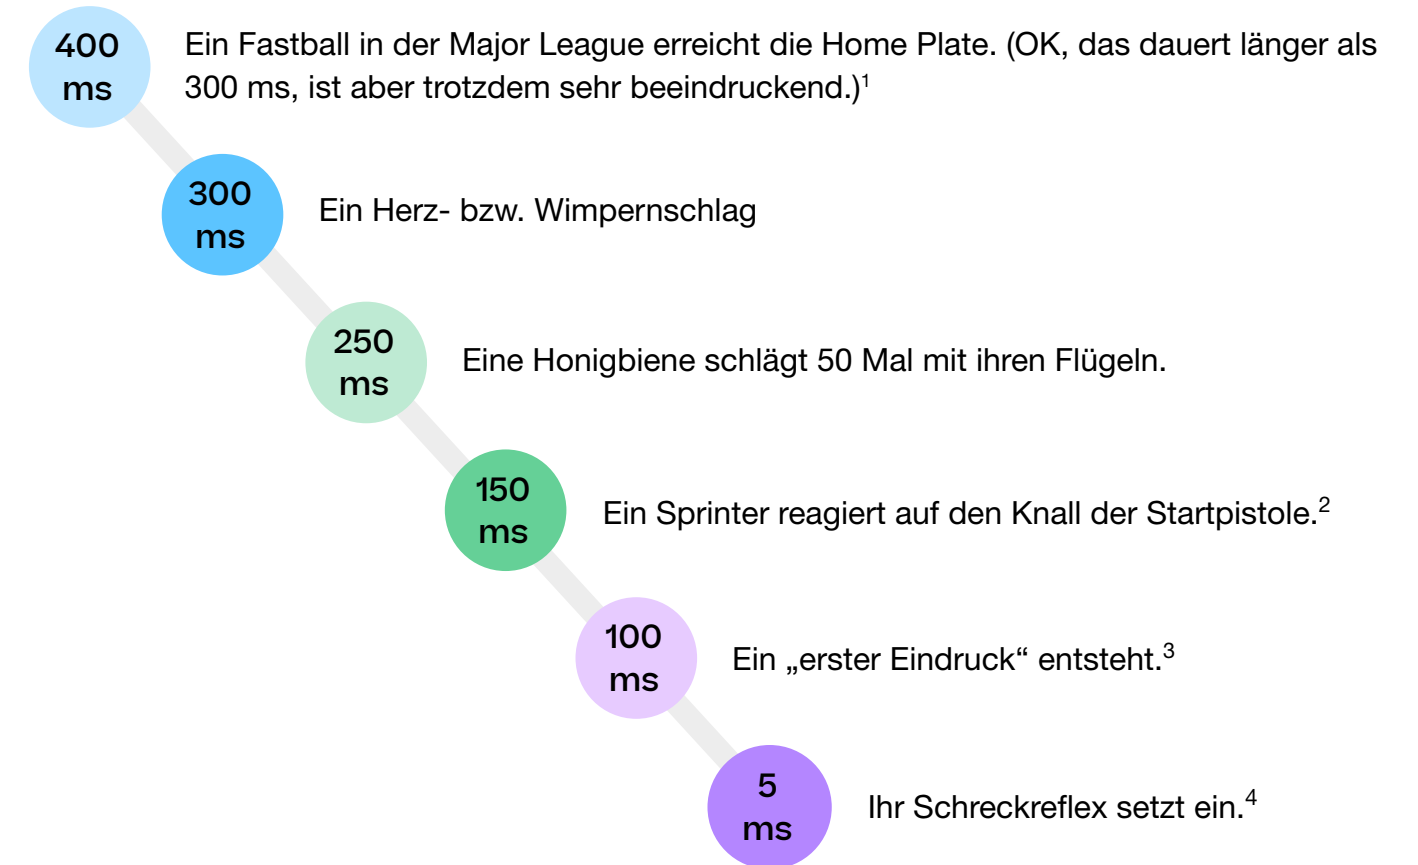 400
ms
Ein Fastball in der Major League erreicht die Home Plate. (OK, das dauert länger als
300 ms, ist aber trotzdem sehr beeindruckend.)¹
300
ms
Ein Herz- bzw. Wimpernschlag
250
ms
Eine Honigbiene schlägt 50 Mal mit ihren Flügeln.
150
ms
Ein Sprinter reagiert auf den Knall der Startpistole.²
100
ms
Ein „erster Eindruck“ entsteht.³
5
ms
Ihr Schreckreflex setzt ein.⁴